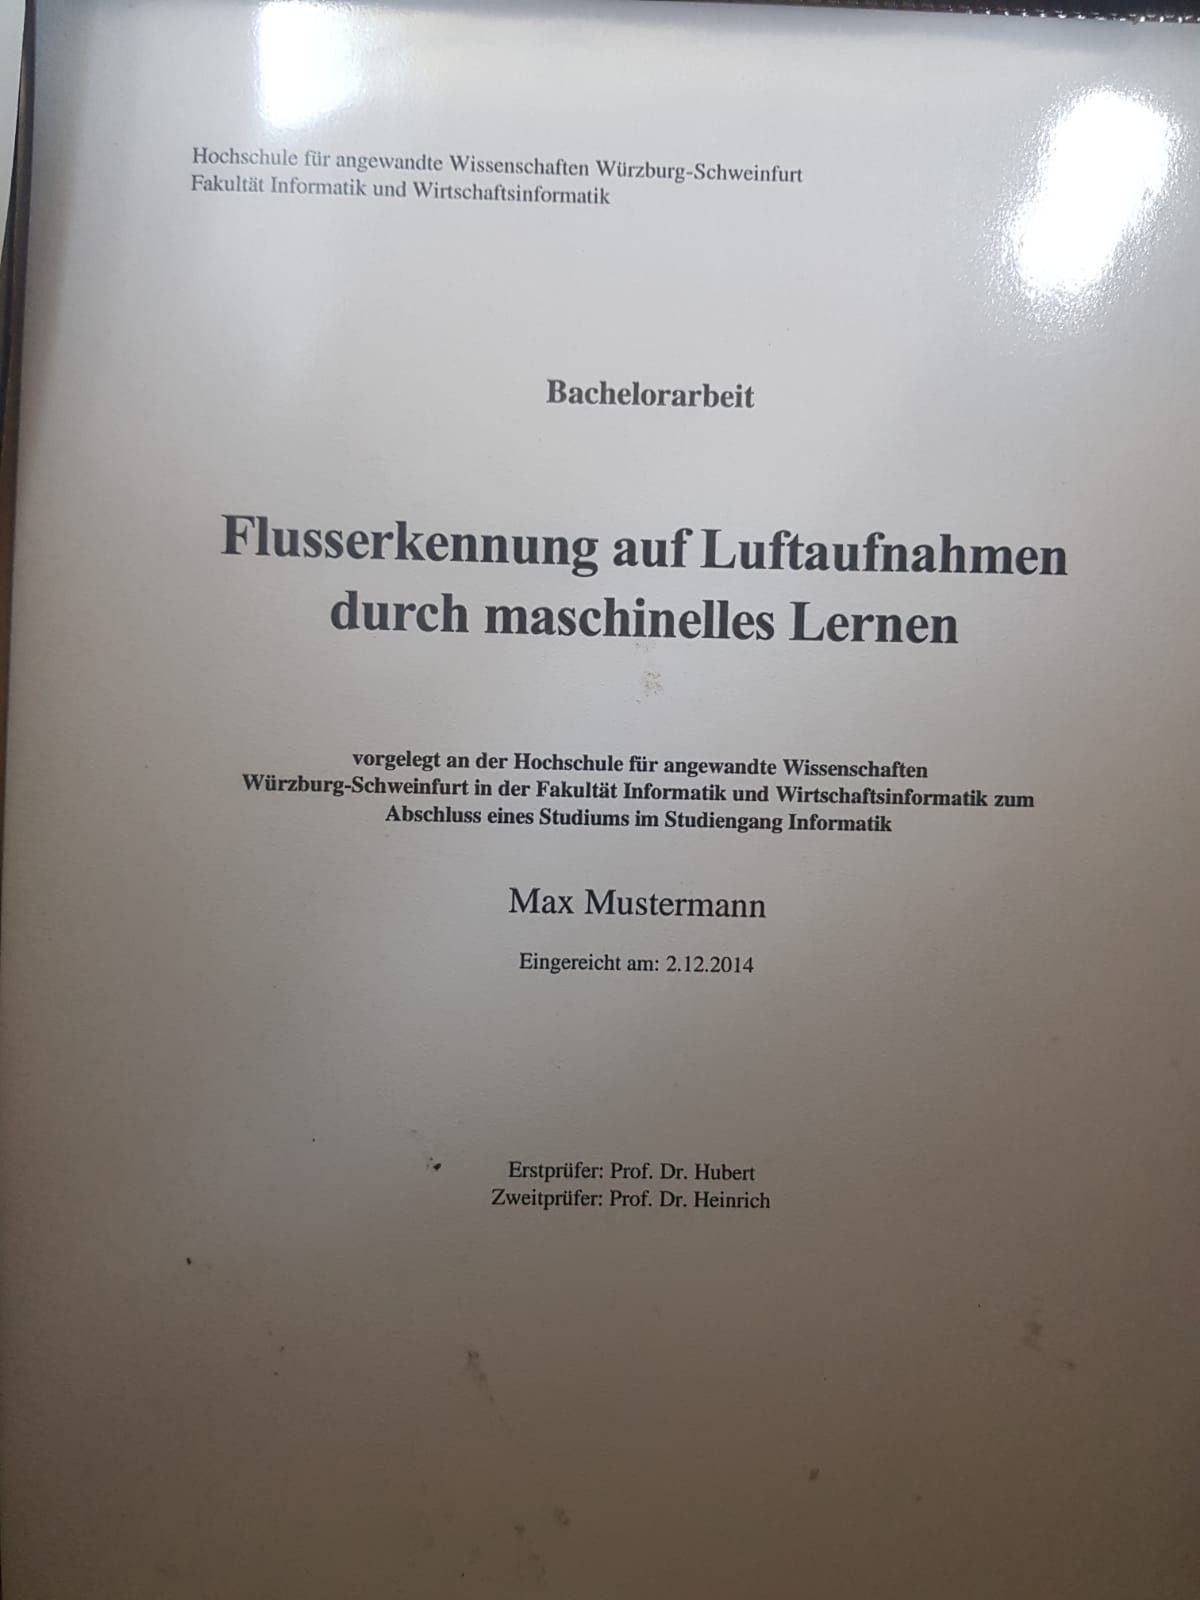 Hochschule für angewandte Wissenschaften Würzburg-Schweinfurt
Fakultät Informatik und Wirtschaftsinformatik
Bachelorarbeit
Flusserkennung auf Luftaufnahmen
durch maschinelles Lernen
vorgelegt an der Hochschule für angewandte Wissenschaften
Würzburg-Schweinfurt in der Fakultät Informatik und Wirtschaftsinformatik zum
Abschluss eines Studiums im Studiengang Informatik
Max Mustermann
Eingereicht am: 2.12.2014
Erstprüfer: Prof. Dr. Hubert
Zweitprüfer: Prof. Dr. Heinrich